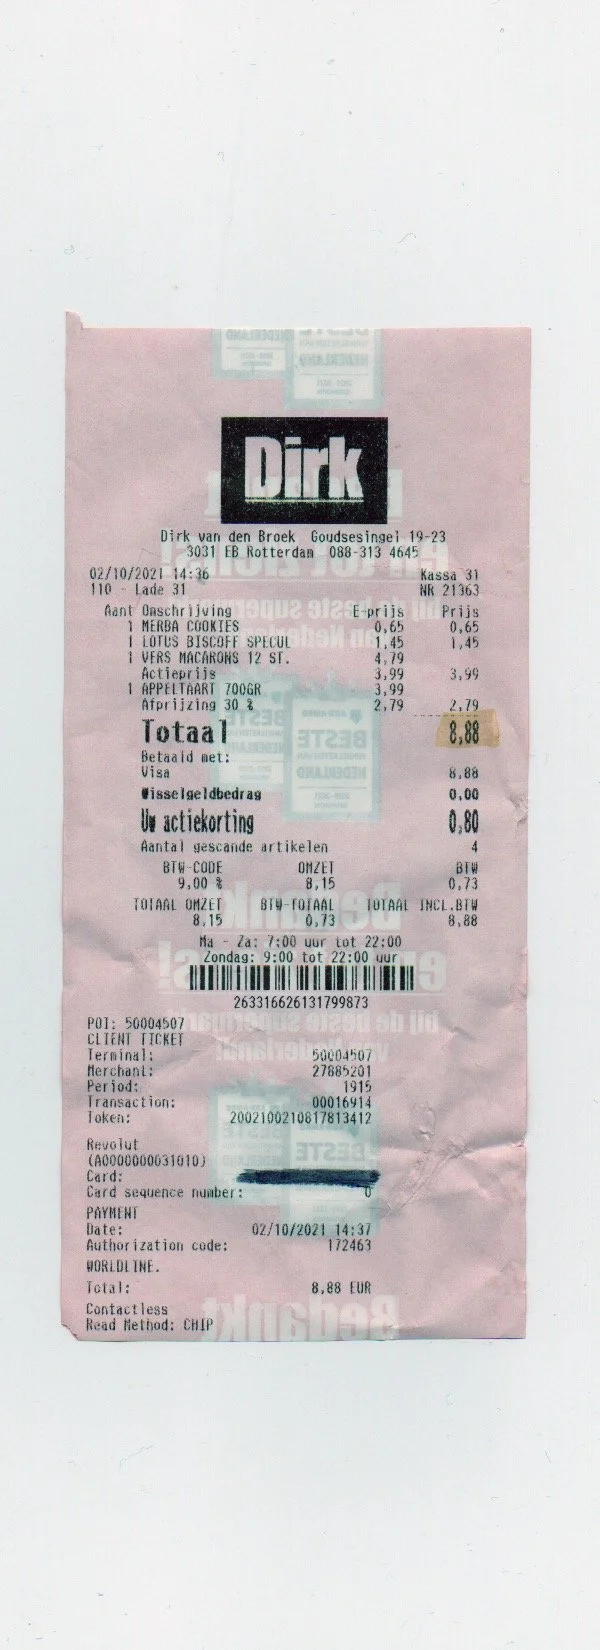 Dirk
Dirk van den Broek Goudsesingel 19-23
3031 EB Rotterdam 088-313 4645
02/10/2021 14:36 Kassa 31
110 - Lade 31 NR 21363
Aant Omschrijving E-prijs Prijs
1 MERBA COOKIES 0,65 0,65
1 LOTUS BISCOFF SPECUL 1,45 1,45
1 VERS MACARONS 12 ST. 4,79
Actieprijs 3,99 3,99
1 APPELTAART 700GR 3,99
Afprijzing 30 % 2,79 2,79
Totaal 8,88
Betaald met:
Visa 8,88
Wisselgeldbedrag 0,00
Uw actiekorting 0,80
Aantal gescande artikelen 4
BTW-CODE OMZET BTW
9,00 % 8,15 0,73
TOTAAL OMZET BTW-TOTAAL TOTAAL INCL.BTW
8,15 0,73 8,88
Ma - Za: 7:00 uur tot 22:00
Zondag: 9:00 tot 22:00 uur
263316626131799873
POI: 50004507
CLIENT TICKET
Terminal: 50004507
Merchant: 27885201
Period: 1915
Transaction: 00016914
Token: 2002100210817813412
Revolut
(A0000000031010)
Card:
Card sequence number: 0
PAYMENT
Date: 02/10/2021 14:37
Authorization code: 172463
WORLDLINE.
Total: 8,88 EUR
Contactless
Read Method: CHIP